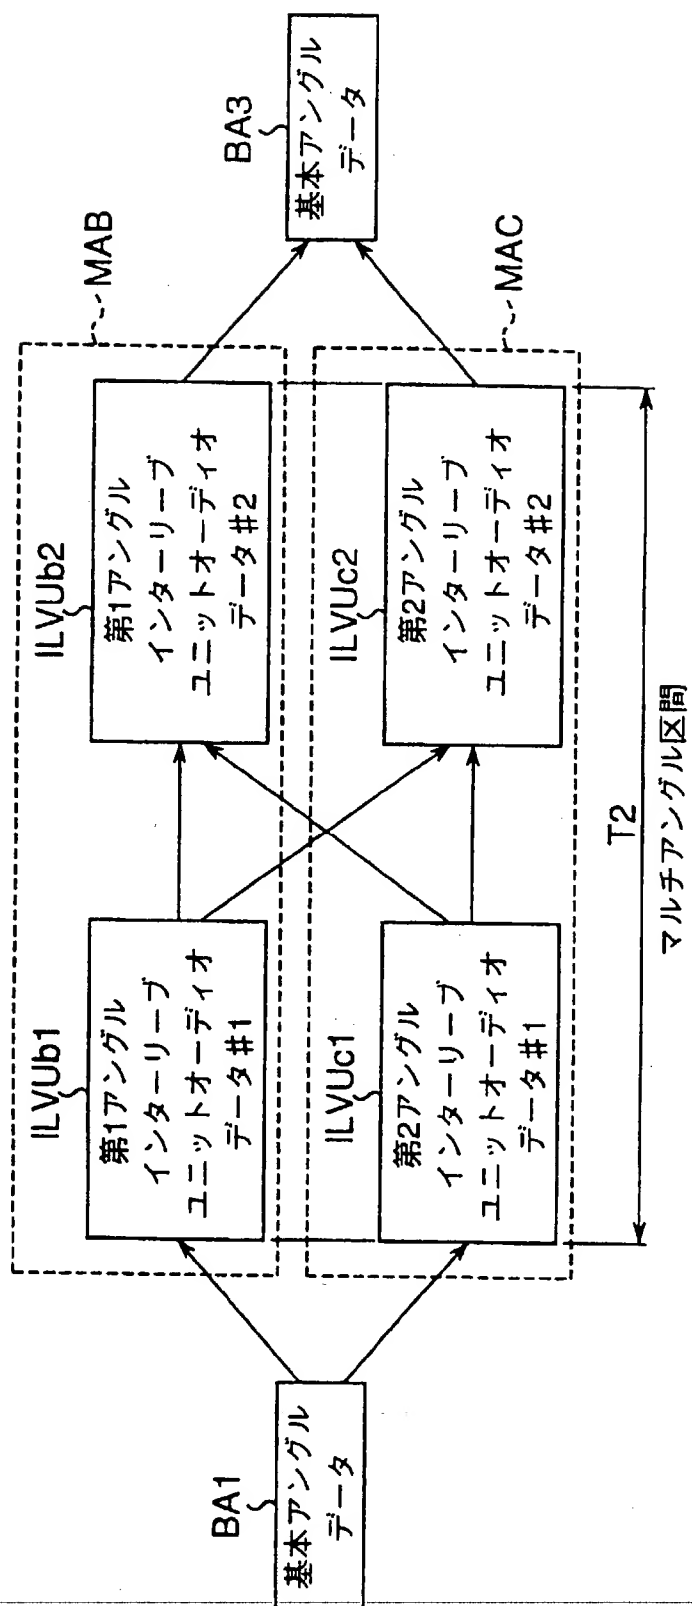 BA1
基本アングル
データ
ILVUb1
第1アングル
インターリーブ
ユニットオーディオ
データ#1
ILVUb2
第1アングル
インターリーブ
ユニットオーディオ
データ#2
MAB
ILVUc1
第2アングル
インターリーブ
ユニットオーディオ
データ#1
ILVUc2
第2アングル
インターリーブ
ユニットオーディオ
データ#2
MAC
BA3
基本アングル
データ
T2
マルチアングル区間